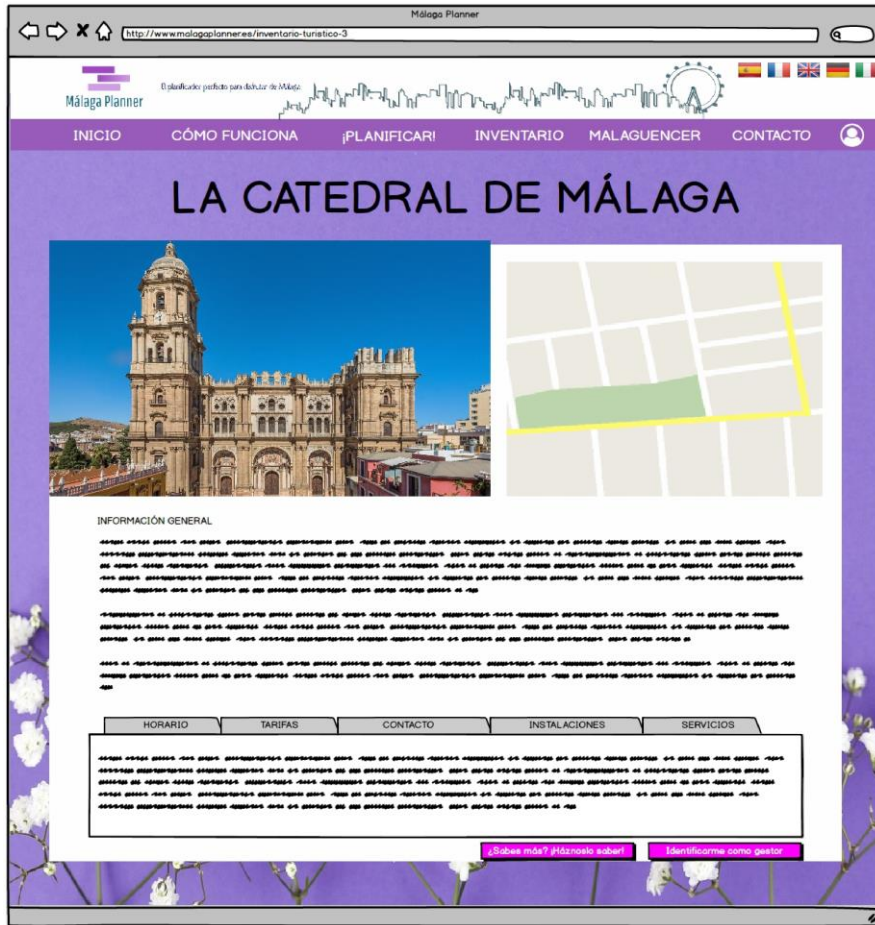 Málaga Planner
http://www.malagaplanner.es/inventario-turistico-3
Málaga Planner
El planificador perfecto para disfrutar de Málaga
INICIO CÓMO FUNCIONA ¡PLANIFICAR! INVENTARIO MALAGUENCER CONTACTO
LA CATEDRAL DE MÁLAGA
INFORMACIÓN GENERAL
HORARIO TARIFAS CONTACTO INSTALACIONES SERVICIOS
¿Sabes más? ¡Háznoslo saber! Identificarme como gestor